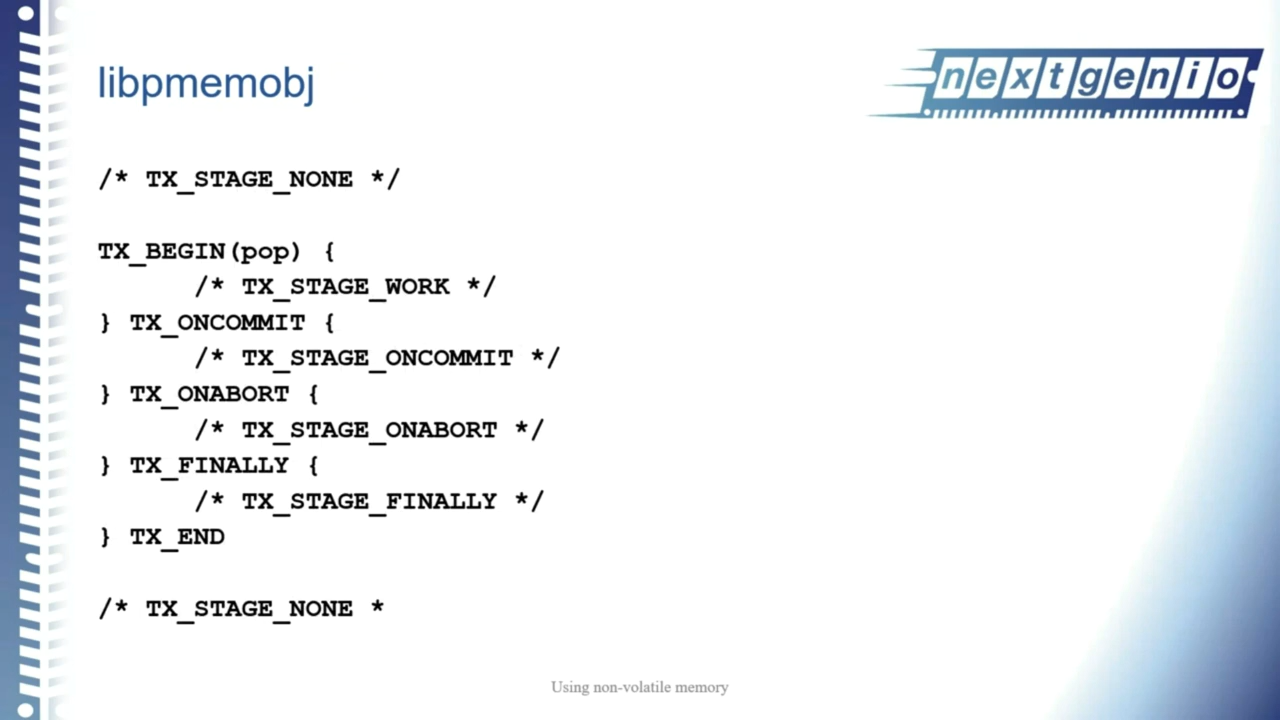 libpmemobj
nextgenio
/* TX_STAGE_NONE */
TX_BEGIN(pop) {
/* TX_STAGE_WORK */
} TX_ONCOMMIT {
/* TX_STAGE_ONCOMMIT */
} TX_ONABORT {
/* TX_STAGE_ONABORT */
} TX_FINALLY {
/* TX_STAGE_FINALLY */
} TX_END
/* TX_STAGE_NONE *
Using non-volatile memory